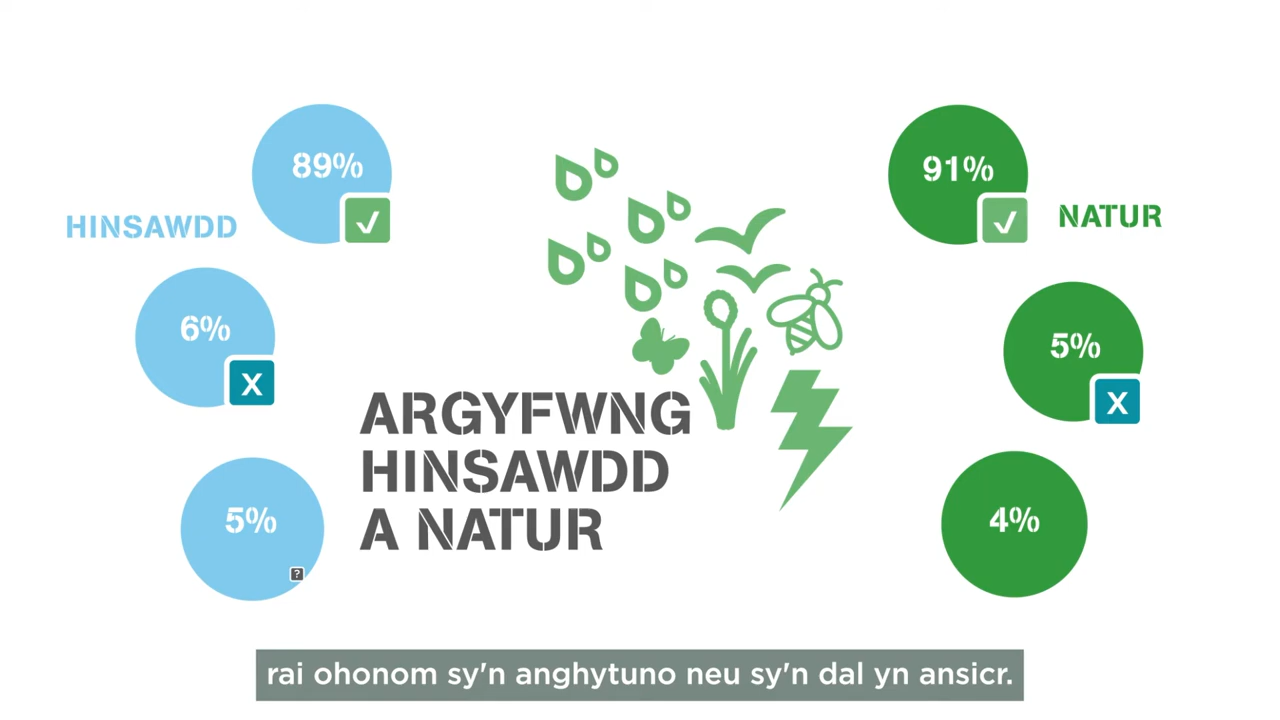 HINSAWDD
89%
✓
6%
X
5%
?
ARGYFWNG
HINSAWDD
A NATUR
91%
✓
NATUR
5%
X
4%
rai ohonom sy'n anghytuno neu sy'n dal yn ansicr.